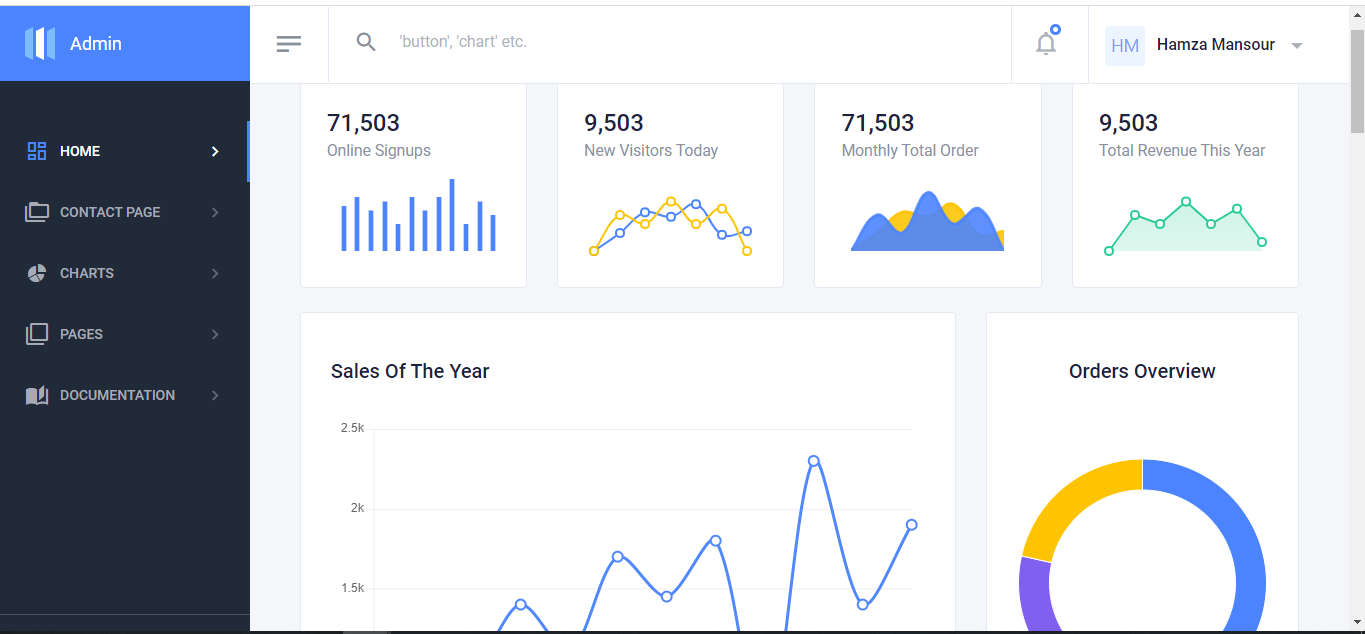 Admin
'button', 'chart' etc.
HM
Hamza Mansour
HOME
CONTACT PAGE
CHARTS
PAGES
DOCUMENTATION
71,503
Online Signups
9,503
New Visitors Today
71,503
Monthly Total Order
9,503
Total Revenue This Year
Sales Of The Year
2.5k
2k
1.5k
Orders Overview